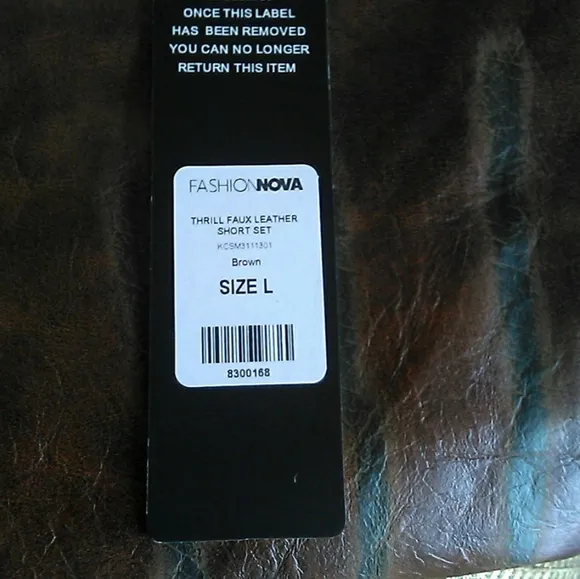 ONCE THIS LABEL
HAS BEEN REMOVED
YOU CAN NO LONGER
RETURN THIS ITEM
FASHIONNOVA
THRILL FAUX LEATHER
SHORT SET
KCSM3111301
Brown
SIZE L
8300168